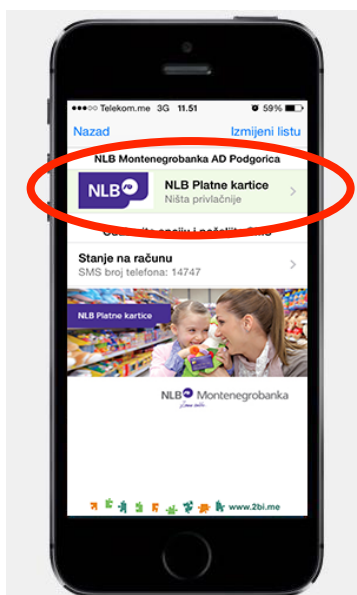 Telekom.me 3G 11.51 59%
Nazad Izmijeni listu
NLB Montenegrobanka AD Podgorica
NLB
NLB Platne kartice
Ništa privlačnije
Stanje na računu
SMS broj telefona: 14747
NLB Platne kartice
NLB Montenegrobanka
www.2bi.me